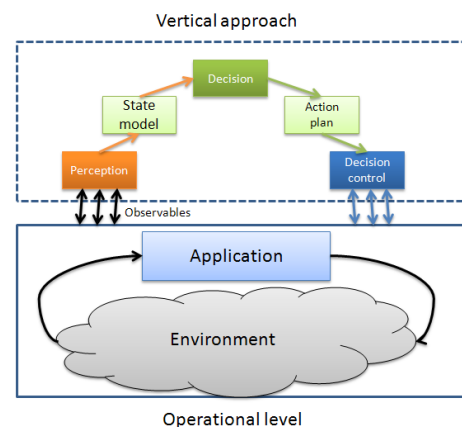 Vertical approach
Decision
State
model
Action
plan
Perception
Decision
control
Observables
Application
Environment
Operational level